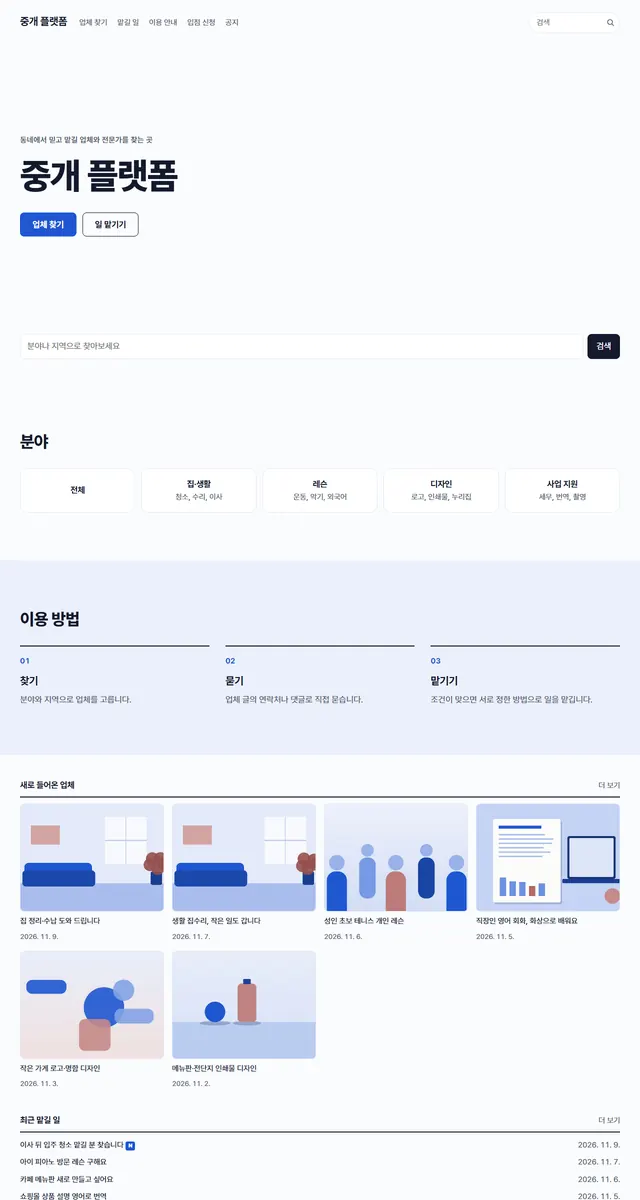 중개 플랫폼
업체 찾기 맡길 일 이용 안내 입점 신청 공지
검색
동네에서 믿고 맡길 업체와 전문가를 찾는 곳
중개 플랫폼
업체 찾기
일 맡기기
분야나 지역으로 찾아보세요
검색
분야
전체
집·생활
청소, 수리, 이사
레슨
운동, 악기, 외국어
디자인
로고, 인쇄물, 누리집
사업 지원
세무, 번역, 촬영
이용 방법
01
찾기
분야와 지역으로 업체를 고릅니다.
02
묻기
업체 글의 연락처나 댓글로 직접 묻습니다.
03
맡기기
조건이 맞으면 서로 정한 방법으로 일을 맡깁니다.
새로 들어온 업체
더 보기
집 정리·수납 도와 드립니다
2026. 11. 9.
생활 집수리, 작은 일도 갑니다
2026. 11. 7.
성인 초보 테니스 개인 레슨
2026. 11. 6.
직장인 영어 회화, 화상으로 배워요
2026. 11. 5.
작은 가게 로고·명함 디자인
2026. 11. 3.
메뉴판·전단지 인쇄물 디자인
2026. 11. 2.
최근 맡길 일
더 보기
이사 뒤 입주 청소 맡길 분 찾습니다 N
2026. 11. 9.
아이 피아노 방문 레슨 구해요
2026. 11. 7.
카페 메뉴판 새로 만들고 싶어요
2026. 11. 6.
쇼핑몰 상품 설명 영어로 번역
2026. 11. 5.